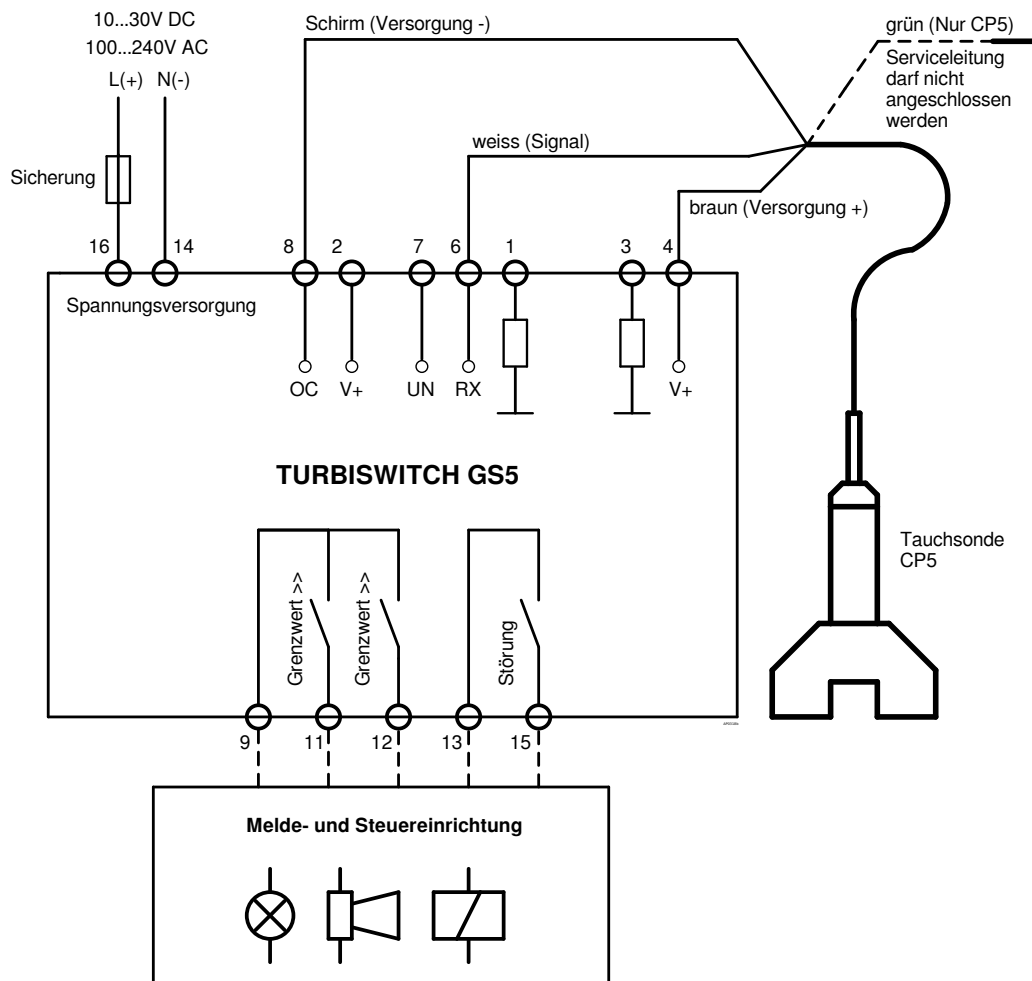 10...30V DC
100...240V AC
L(+) N(-)
Schirm (Versorgung -)
grün (Nur CP5)
Serviceleitung
darf nicht
angeschlossen
werden
weiss (Signal)
Sicherung
braun (Versorgung +)
16 14 8 2 7 6 1 3 4
Spannungsversorgung
OC V+ UN RX V+
TURBISWITCH GS5
Tauchsonde
CP5
Grenzwert >>
Grenzwert >>
Störung
9 11 12 13 15
Melde- und Steuereinrichtung